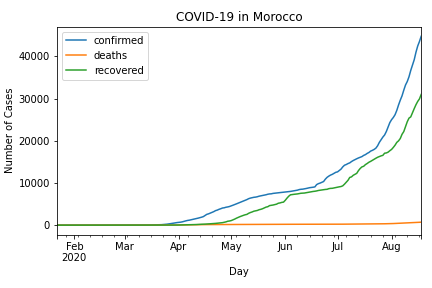 COVID-19 in Morocco
confirmed
deaths
recovered
Number of Cases
40000
30000
20000
10000
0
Feb Mar Apr May Jun Jul Aug
2020
Day